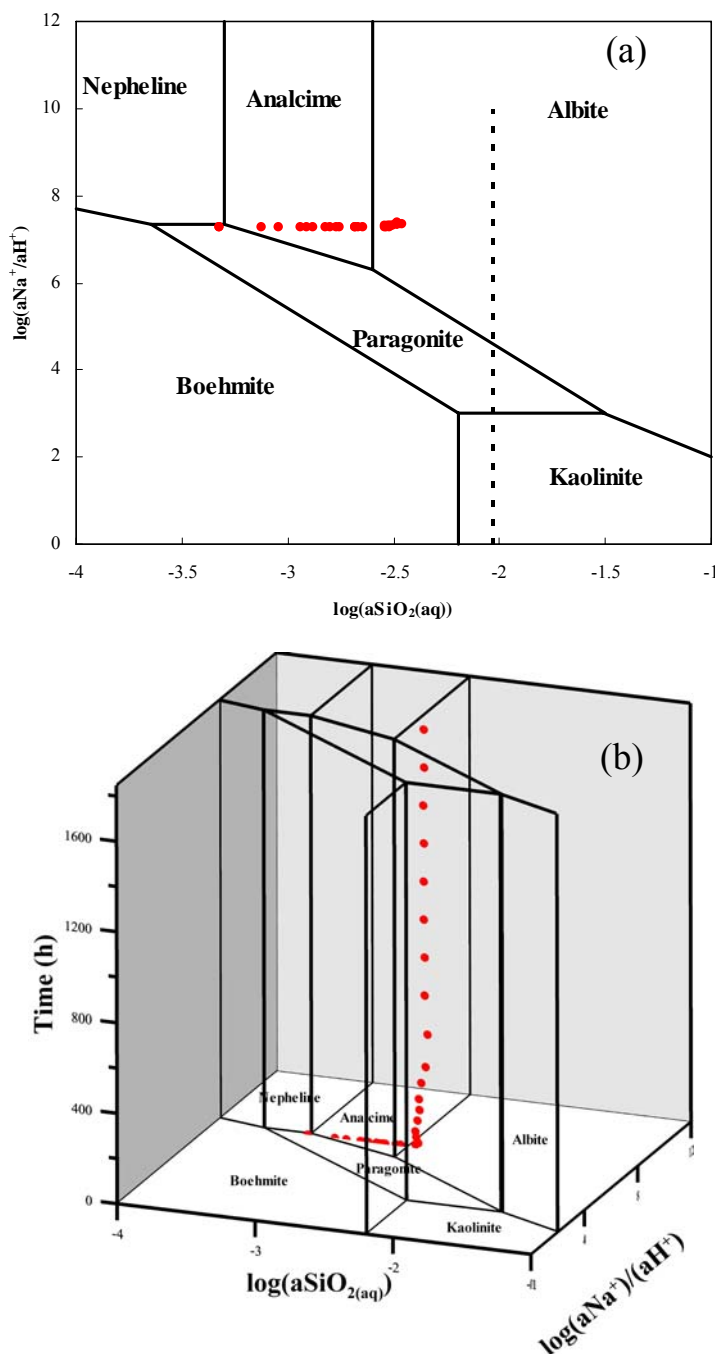 (a)
12
10
8
6
4
2
0
log(aNa⁺/aH⁺)
Nepheline
Analcime
Albite
Paragonite
Boehmite
Kaolinite
-4
-3.5
-3
-2.5
-2
-1.5
-1
log(aSiO₂(aq))
(b)
1600
1200
800
400
0
Time (h)
Nepheline
Analcime
Albite
Paragonite
Boehmite
Kaolinite
-4
-3
-2
4
log(aSiO₂(aq))
log(aNa⁺)/(aH⁺)